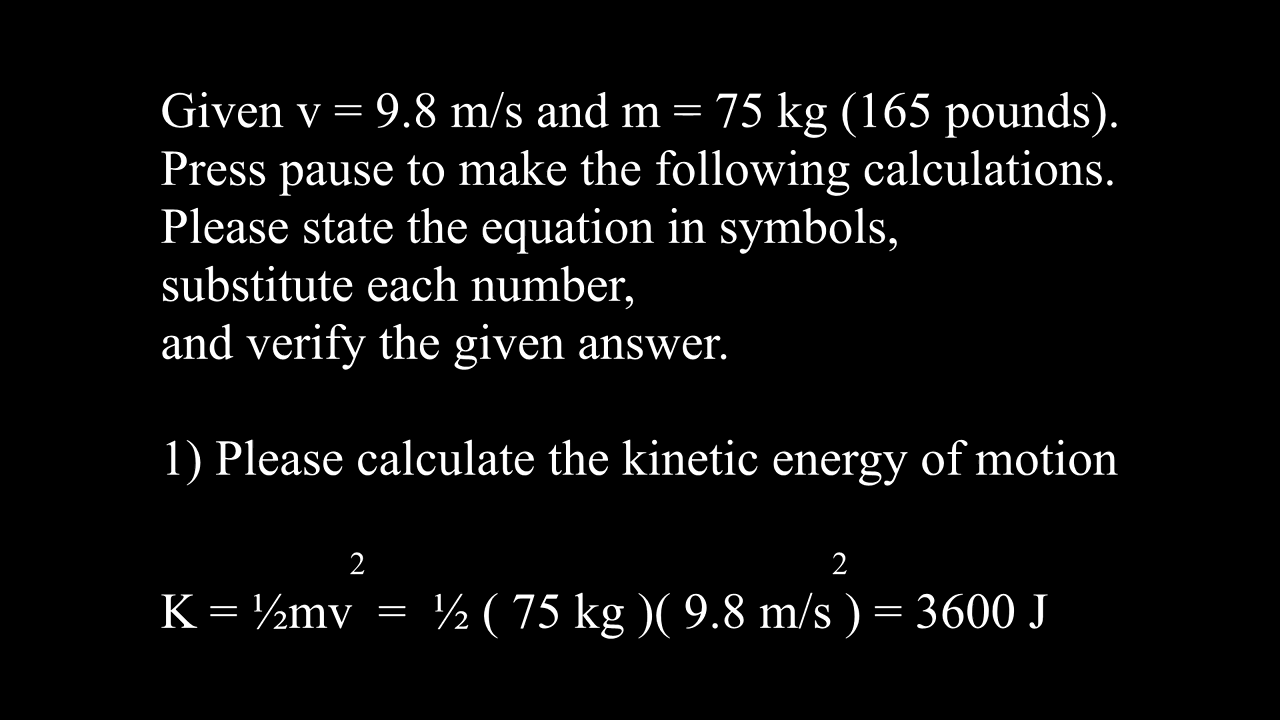 Given v = 9.8 m/s and m = 75 kg (165 pounds).
Press pause to make the following calculations.
Please state the equation in symbols,
substitute each number,
and verify the given answer.
1) Please calculate the kinetic energy of motion
2 2
K = ½mv = ½ ( 75 kg )( 9.8 m/s ) = 3600 J